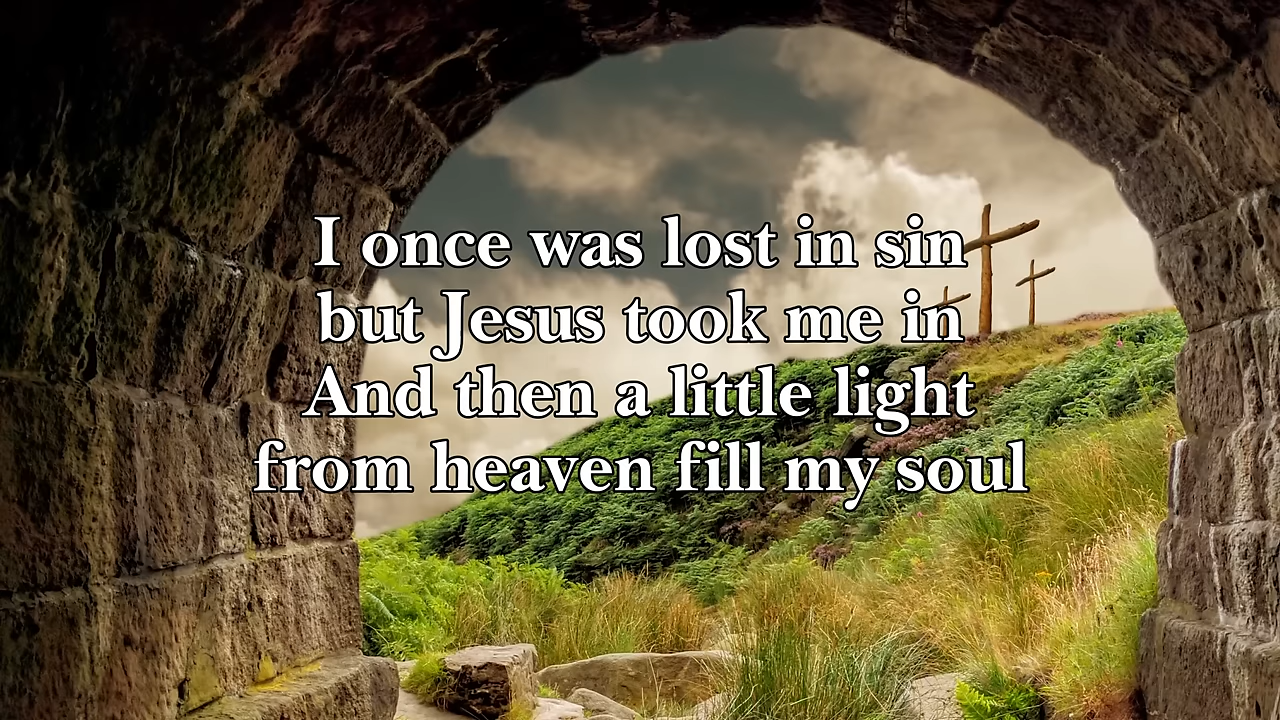 I once was lost in sin
but Jesus took me in
And then a little light
from heaven fill my soul